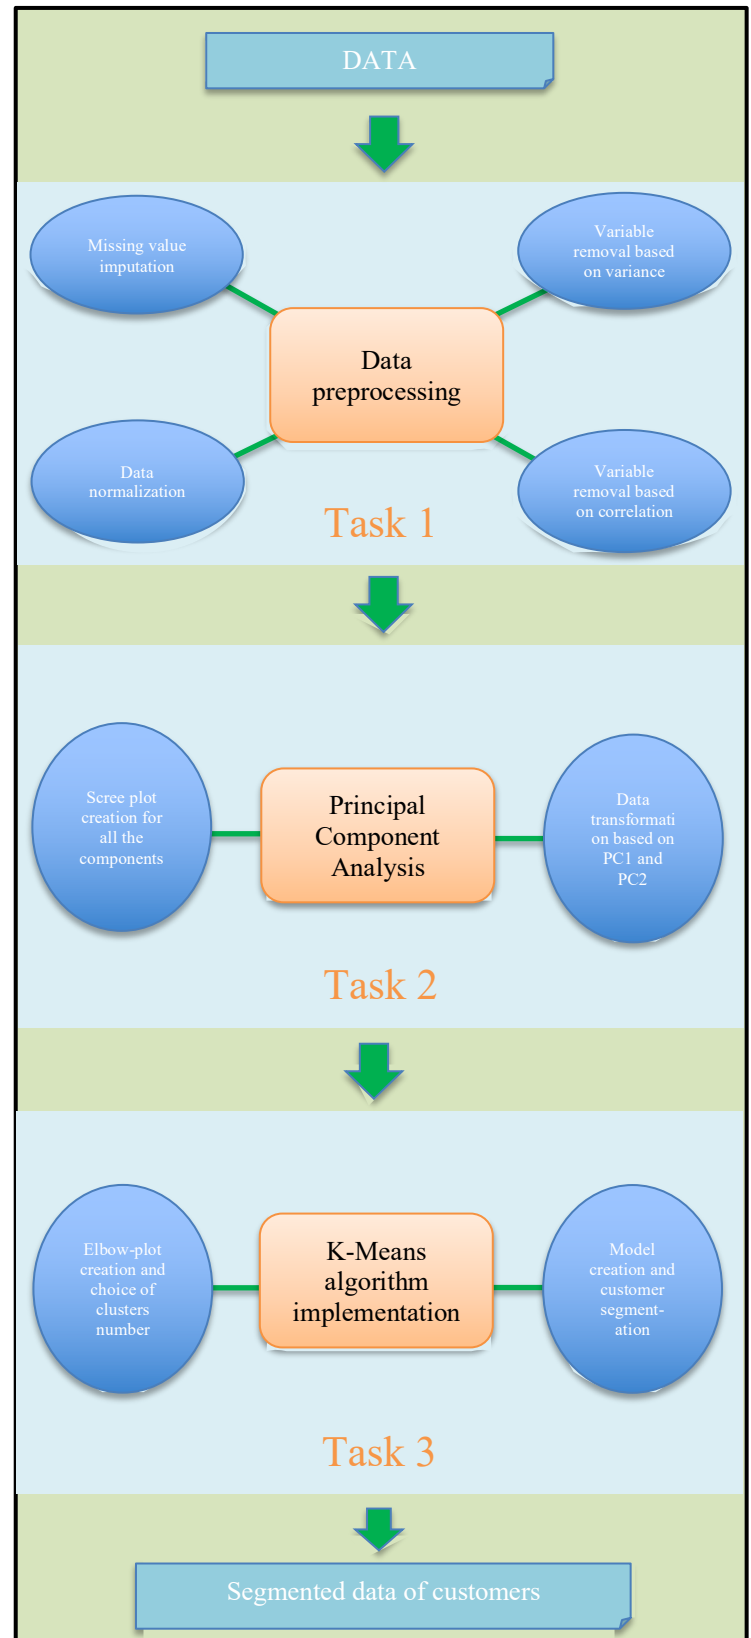 DATA
Missing value
imputation
Variable
removal based
on variance
Data
preprocessing
Data
normalization
Variable
removal based
on correlation
Task 1
Scree plot
creation for
all the
components
Principal
Component
Analysis
Data
transformati
on based on
PC1 and
PC2
Task 2
Elbow-plot
creation and
choice of
clusters
number
K-Means
algorithm
implementation
Model
creation and
customer
segment-
ation
Task 3
Segmented data of customers